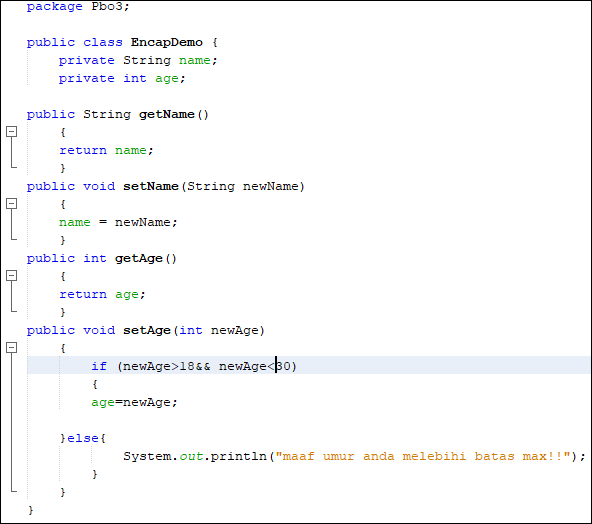 package Pbo3;
public class EncapDemo {
private String name;
private int age;
public String getName()
{
return name;
}
public void setName(String newName)
{
name = newName;
}
public int getAge()
{
return age;
}
public void setAge(int newAge)
{
if (newAge>18&& newAge<30)
{
age=newAge;
}else{
System.out.println("maaf umur anda melebihi batas max!!");
}
}
}